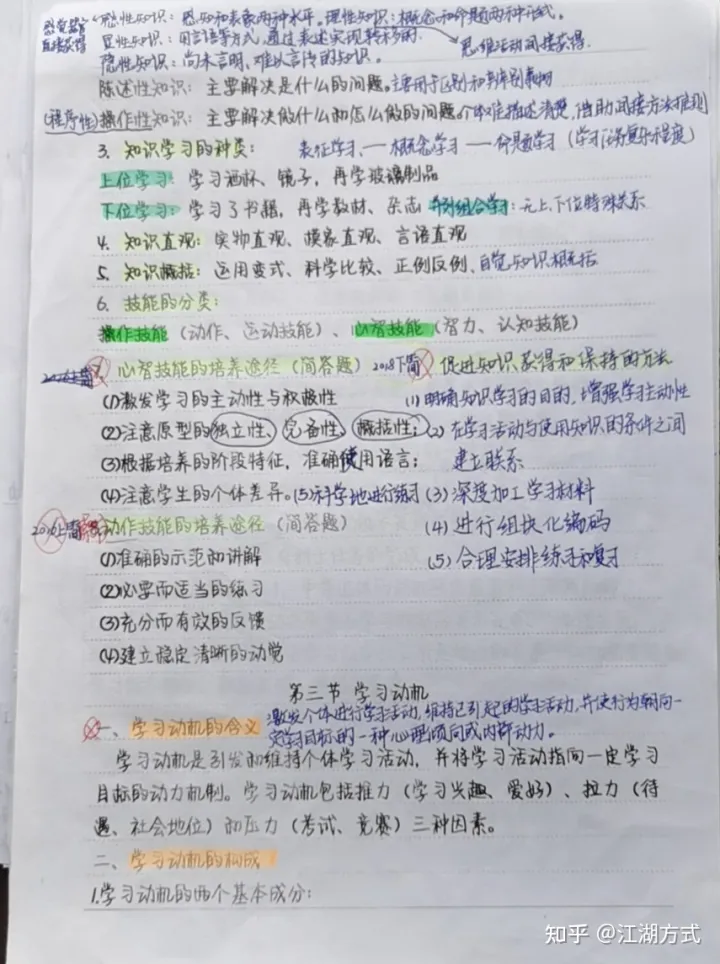 感性知识：感知和表象两种水平。理性知识：概念和命题两种形式。
感觉器官
直接获得
显性知识：用言语等方式，通过表述实现转移的。
思维活动间接获得
隐性知识：尚未言明、难以言传的知识。
陈述性知识：主要解决是什么的问题。主要用于区别和辨别事物
(程序性)操作性知识：主要解决做什么和怎么做的问题。个体难描述清楚，借助间接方法推测
3. 知识学习的种类：表征学习、—概念学习—命题学习（学习任务复杂程度）
上位学习：学习酒杯、镜子，再学玻璃制品
下位学习：学习了书籍，再学教材、杂志 并列组合学习：无上、下位特殊关系
4. 知识直观：实物直观、模象直观、言语直观
5. 知识概括：运用变式、科学比较、正例反例、自觉知识概括
6. 技能的分类：
操作技能（动作、运动技能）、心智技能（智力、认知技能）
心智技能的培养途径（简答题）2018下简 促进知识获得和保持的方法
(1)激发学习的主动性与积极性 (1)明确知识学习的目的，增强学习主动性
(2)注意原型的独立性、完备性、概括性； (2)在学习活动与使用知识的条件之间
(3)根据培养的阶段特征，准确使用语言； 建立联系
(4)注意学生的个体差异。(5)科学地进行练习 (3)深度加工学习材料
2016上简 动作技能的培养途径（简答题） (4)进行组块化编码
(1)准确的示范和讲解 (5)合理安排练习和复习
(2)必要而适当的练习
(3)充分而有效的反馈
(4)建立稳定清晰的动觉
第三节 学习动机
一、学习动机的含义 激发个体进行学习活动，维持已引起的学习活动，并使行为朝向一
定学习目标的一种心理倾向或内部动力。
学习动机是引发和维持个体学习活动，并将学习活动指向一定学习
目标的动力机制。学习动机包括推力（学习兴趣、爱好）、拉力（待
遇、社会地位）和压力（考试、竞赛）三种因素。
二、学习动机的构成
1.学习动机的两个基本成分：
知乎 @江湖方式